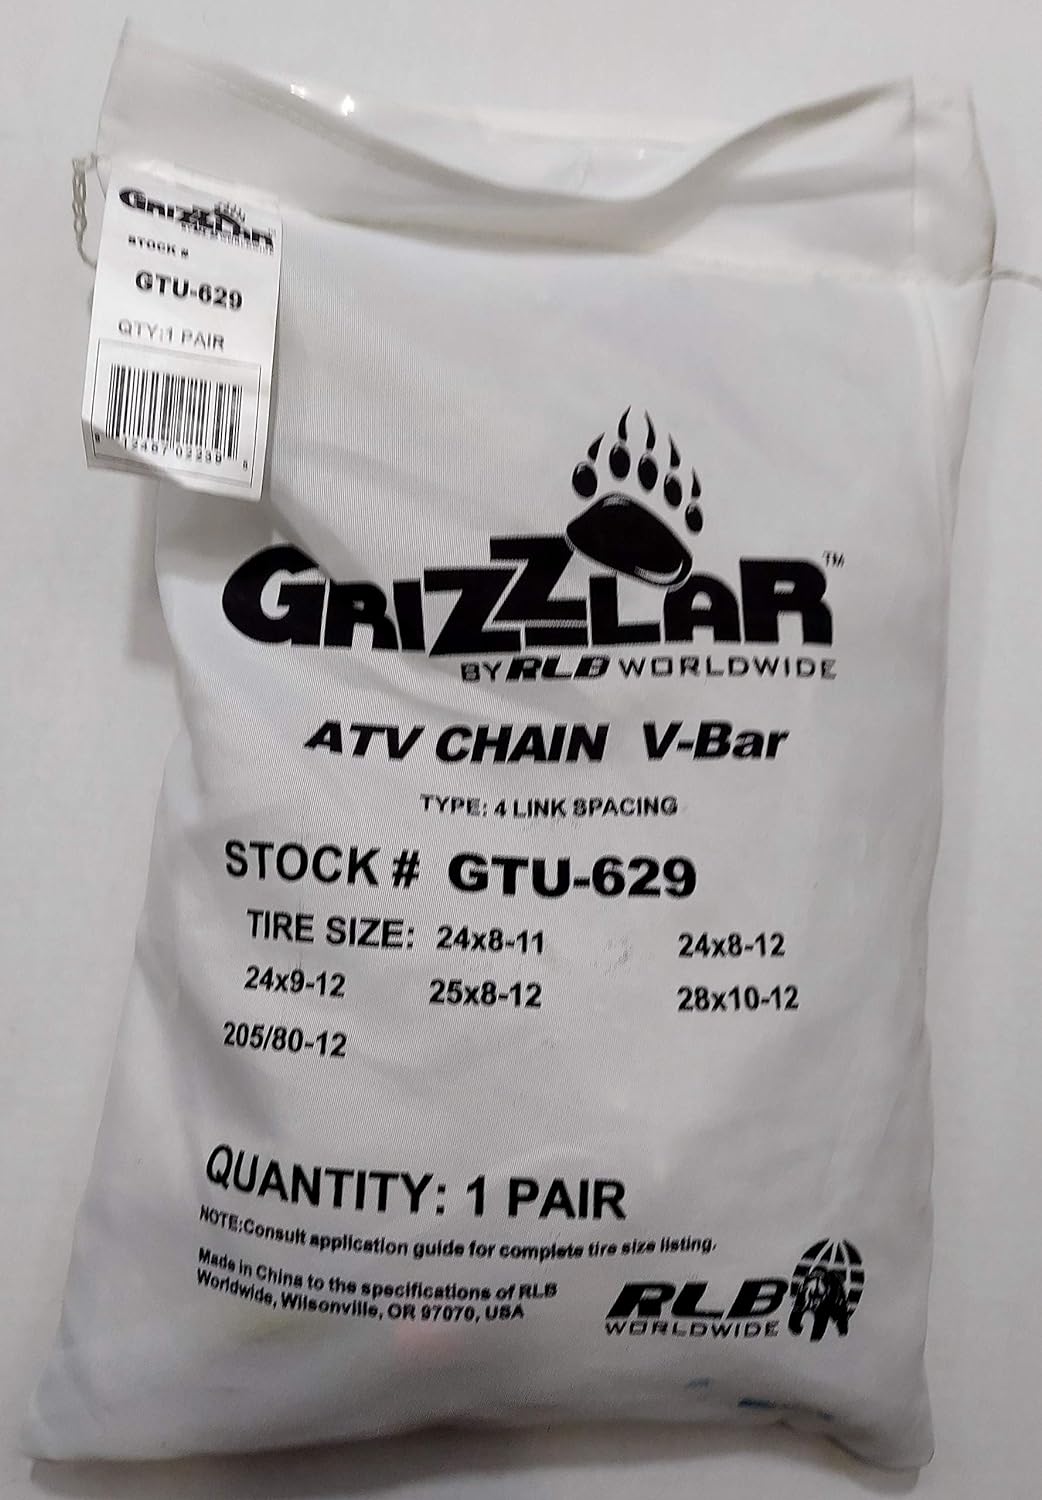 GRIZZLAR
WORLDWIDE
STOCK #
GTU-629
QTY:1 PAIR
GRIZZLAR™
BY RLB WORLDWIDE
ATV CHAIN V-Bar
TYPE: 4 LINK SPACING
STOCK # GTU-629
TIRE SIZE: 24x8-11 24x8-12
24x9-12 25x8-12 28x10-12
205/80-12
QUANTITY: 1 PAIR
NOTE:Consult application guide for complete tire size listing.
Made in China to the specifications of RLB
Worldwide, Wilsonville, OR 97070, USA
RLB
WORLDWIDE